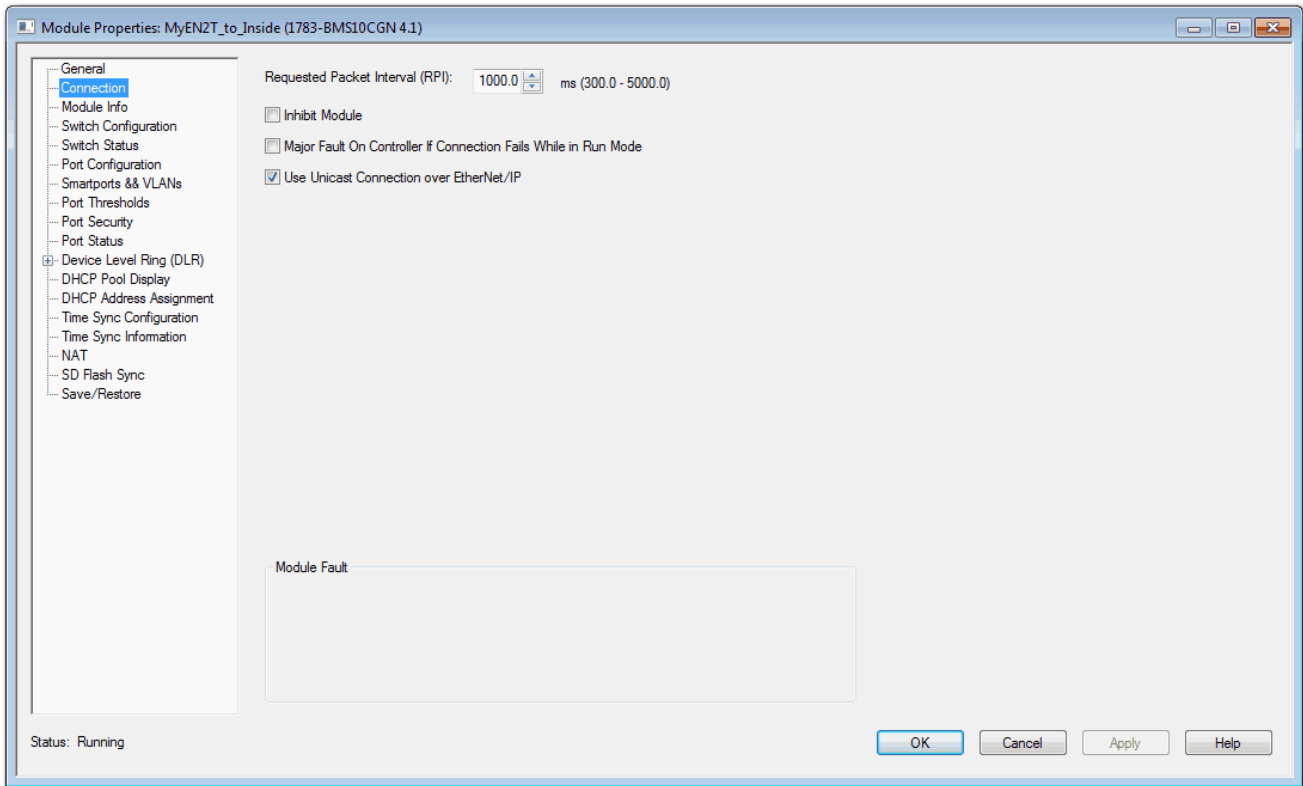 Module Properties: MyEN2T_to_Inside (1783-BMS10CGN 4.1)
General
Connection
Module Info
Switch Configuration
Switch Status
Port Configuration
Smartports && VLANs
Port Thresholds
Port Security
Port Status
Device Level Ring (DLR)
DHCP Pool Display
DHCP Address Assignment
Time Sync Configuration
Time Sync Information
NAT
SD Flash Sync
Save/Restore
Requested Packet Interval (RPI): 1000.0 ms (300.0 - 5000.0)
Inhibit Module
Major Fault On Controller If Connection Fails While in Run Mode
Use Unicast Connection over EtherNet/IP
Module Fault
Status: Running
OK Cancel Apply Help